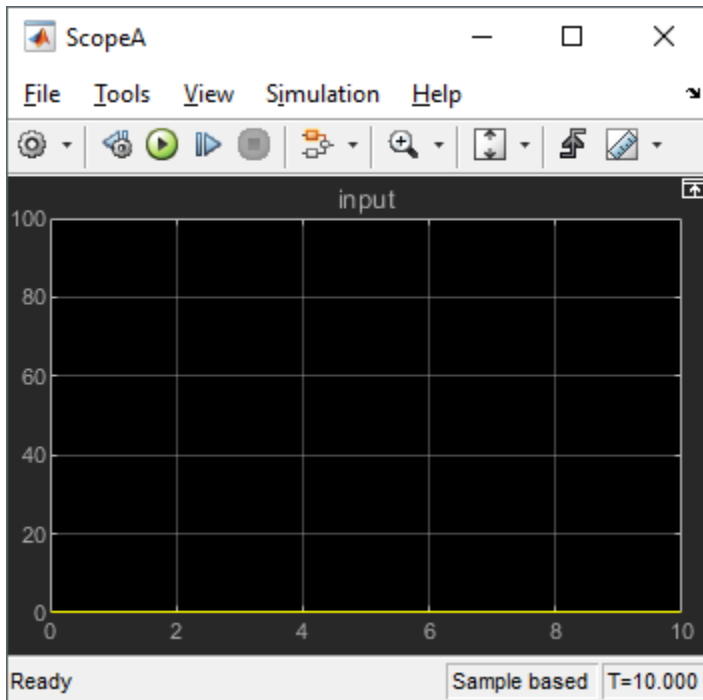 ScopeA
File Tools View Simulation Help
input
100
80
60
40
20
0
0 2 4 6 8 10
Ready Sample based T=10.000